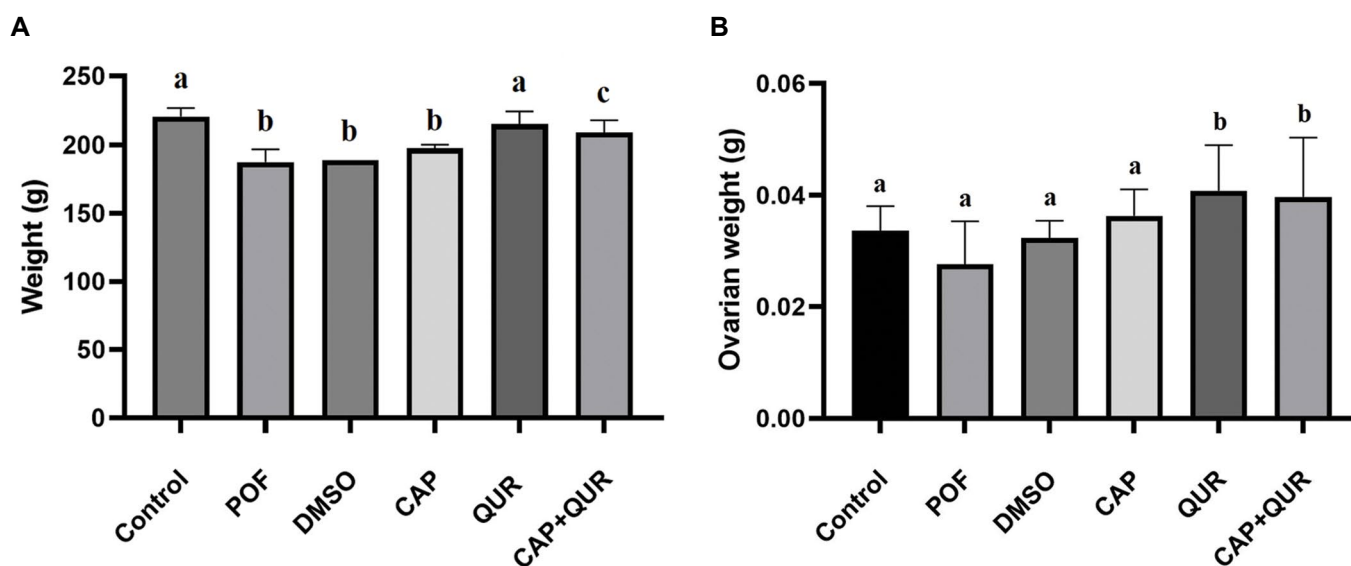 A
Weight (g)
250
200
150
100
50
0
a
b
b
b
a
c
Control
POF
DMSO
CAP
QUR
CAP+QUR
B
Ovarian weight (g)
0.06
0.04
0.02
0.00
a
a
a
a
b
b
Control
POF
DMSO
CAP
QUR
CAP+QUR